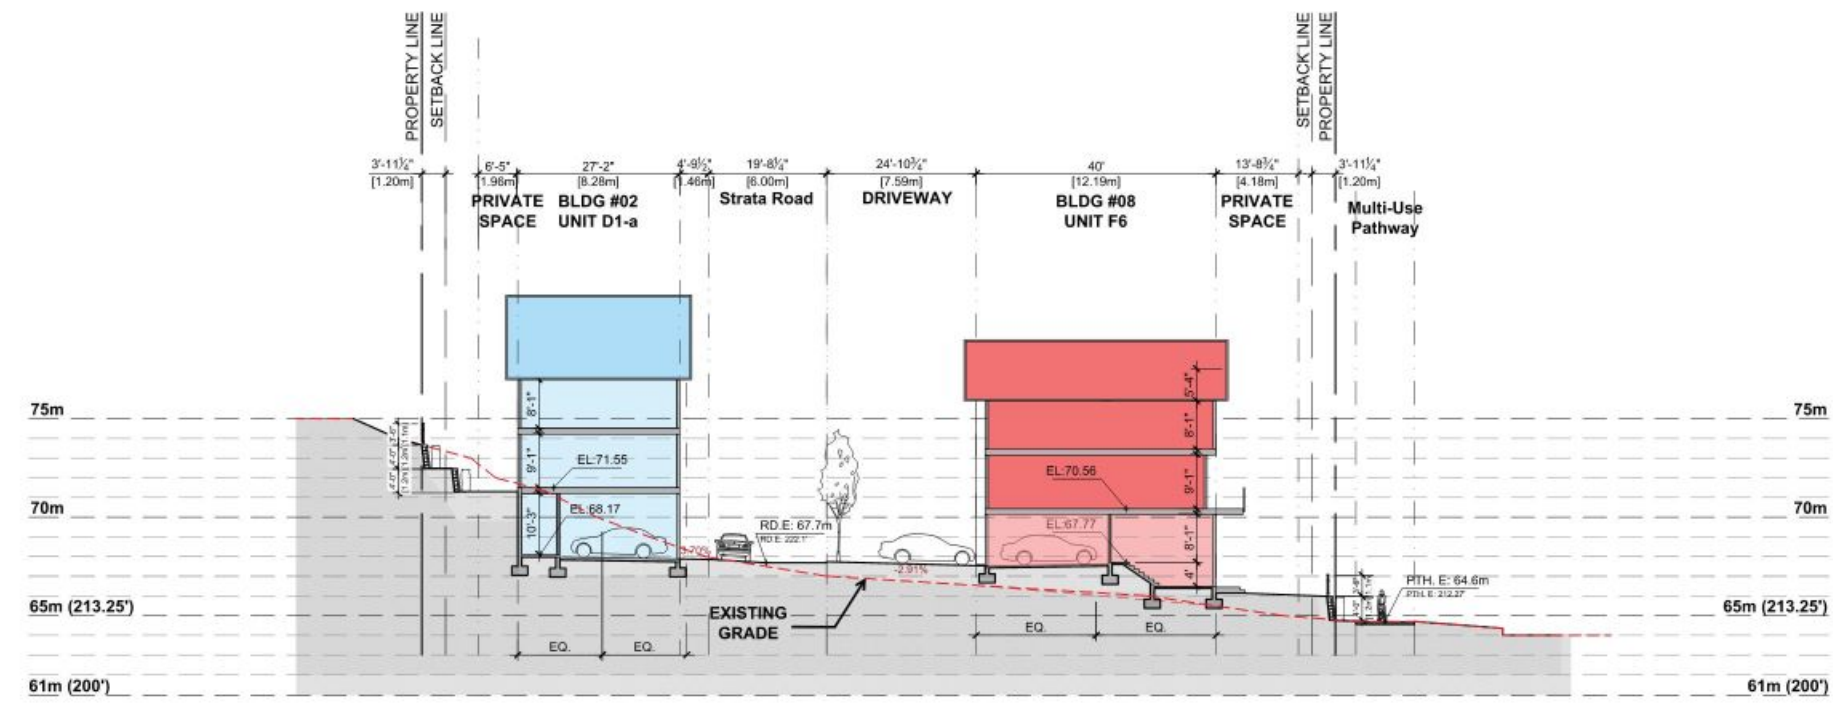 PROPERTY LINE
SETBACK LINE
SETBACK LINE
PROPERTY LINE
3'-11¼"
6'-5"
27'-2"
4'-9½"
19'-8¼"
24'-10¾"
40'
13'-8¾"
3'-11¼"
[1.20m]
[1.96m]
[8.28m]
[1.46m]
[6.00m]
[7.59m]
[12.19m]
[4.18m]
[1.20m]
PRIVATE
SPACE
BLDG #02
UNIT D1-a
Strata Road
DRIVEWAY
BLDG #08
UNIT F6
PRIVATE
SPACE
Multi-Use
Pathway
75m
75m
8'-1"
9'-1"
10'-3"
EL:71.55
EL:68.17
5'-4"
8'-1"
9'-1"
8'-1"
4'
EL:70.56
EL:67.77
70m
70m
RD.E: 67.7m
RD.E: 222.1'
-2.91%
PTH. E: 64.6m
PTH. E: 212.27'
65m (213.25')
65m (213.25')
EXISTING
GRADE
EQ.
EQ.
EQ.
EQ.
61m (200')
61m (200')